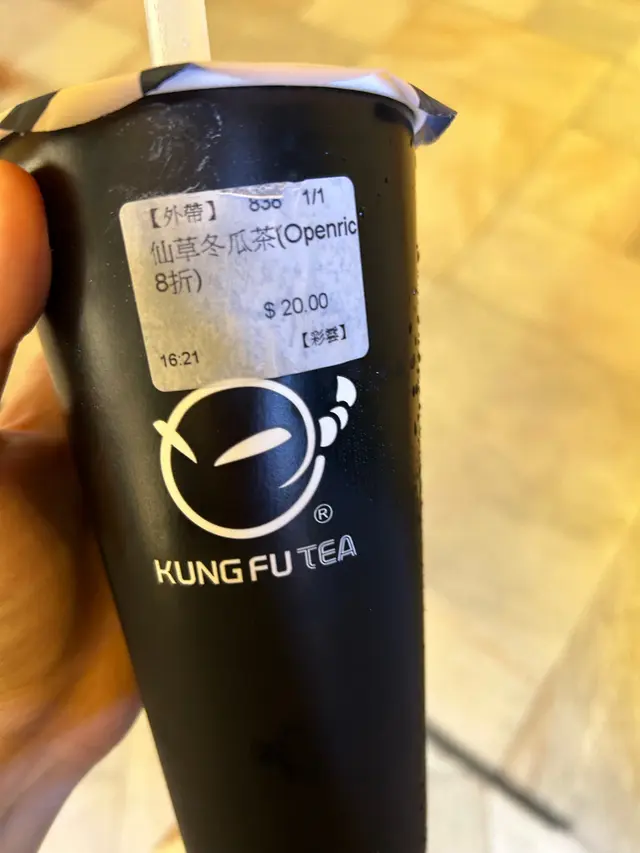 【外帶】 838 1/1
仙草冬瓜茶(Openric
8折)
$ 20.00
【彩雲】
16:21
®
KUNG FU TEA